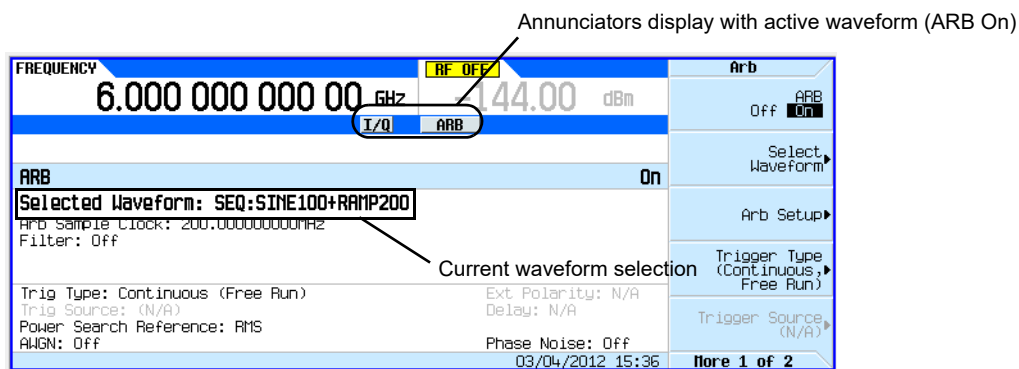 Annunciators display with active waveform (ARB On)
FREQUENCY
RF OFF
6.000 000 000 00 GHz
-144.00 dBm
I/Q ARB
ARB On
Selected Waveform: SEQ:SINE100+RAMP200
Arb Sample Clock: 200.000000000MHz
Filter: Off
Current waveform selection
Trig Type: Continuous (Free Run)
Ext Polarity: N/A
Trig Source: (N/A)
Delay: N/A
Power Search Reference: RMS
AWGN: Off
Phase Noise: Off
03/04/2012 15:36
Arb
ARB
Off On
Select
Waveform
Arb Setup
Trigger Type
(Continuous,
Free Run)
Trigger Source
(N/A)
More 1 of 2